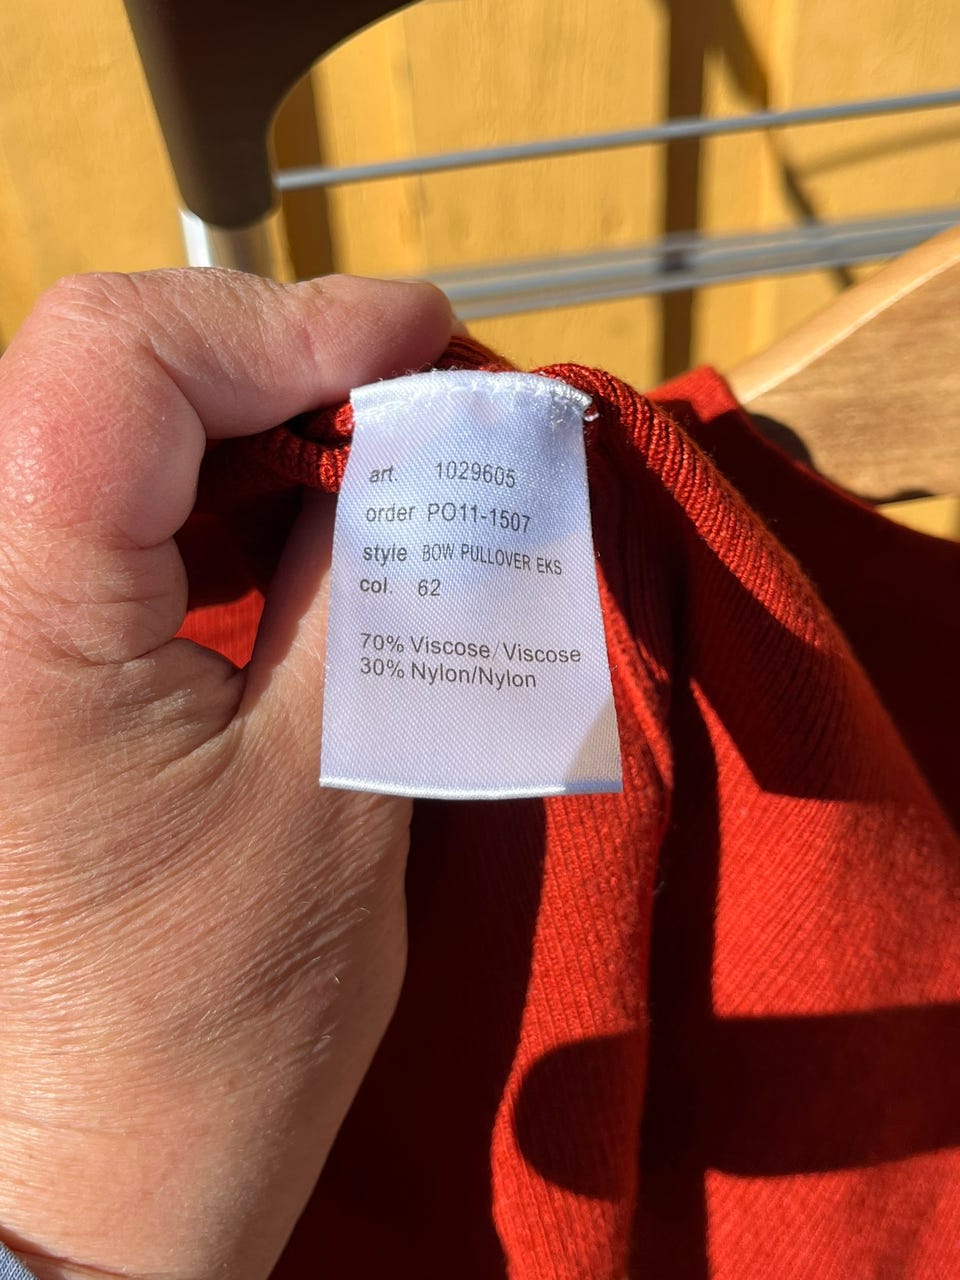 art. 1029605
order PO11-1507
style BOW PULLOVER EKS
col. 62
70% Viscose/Viscose
30% Nylon/Nylon